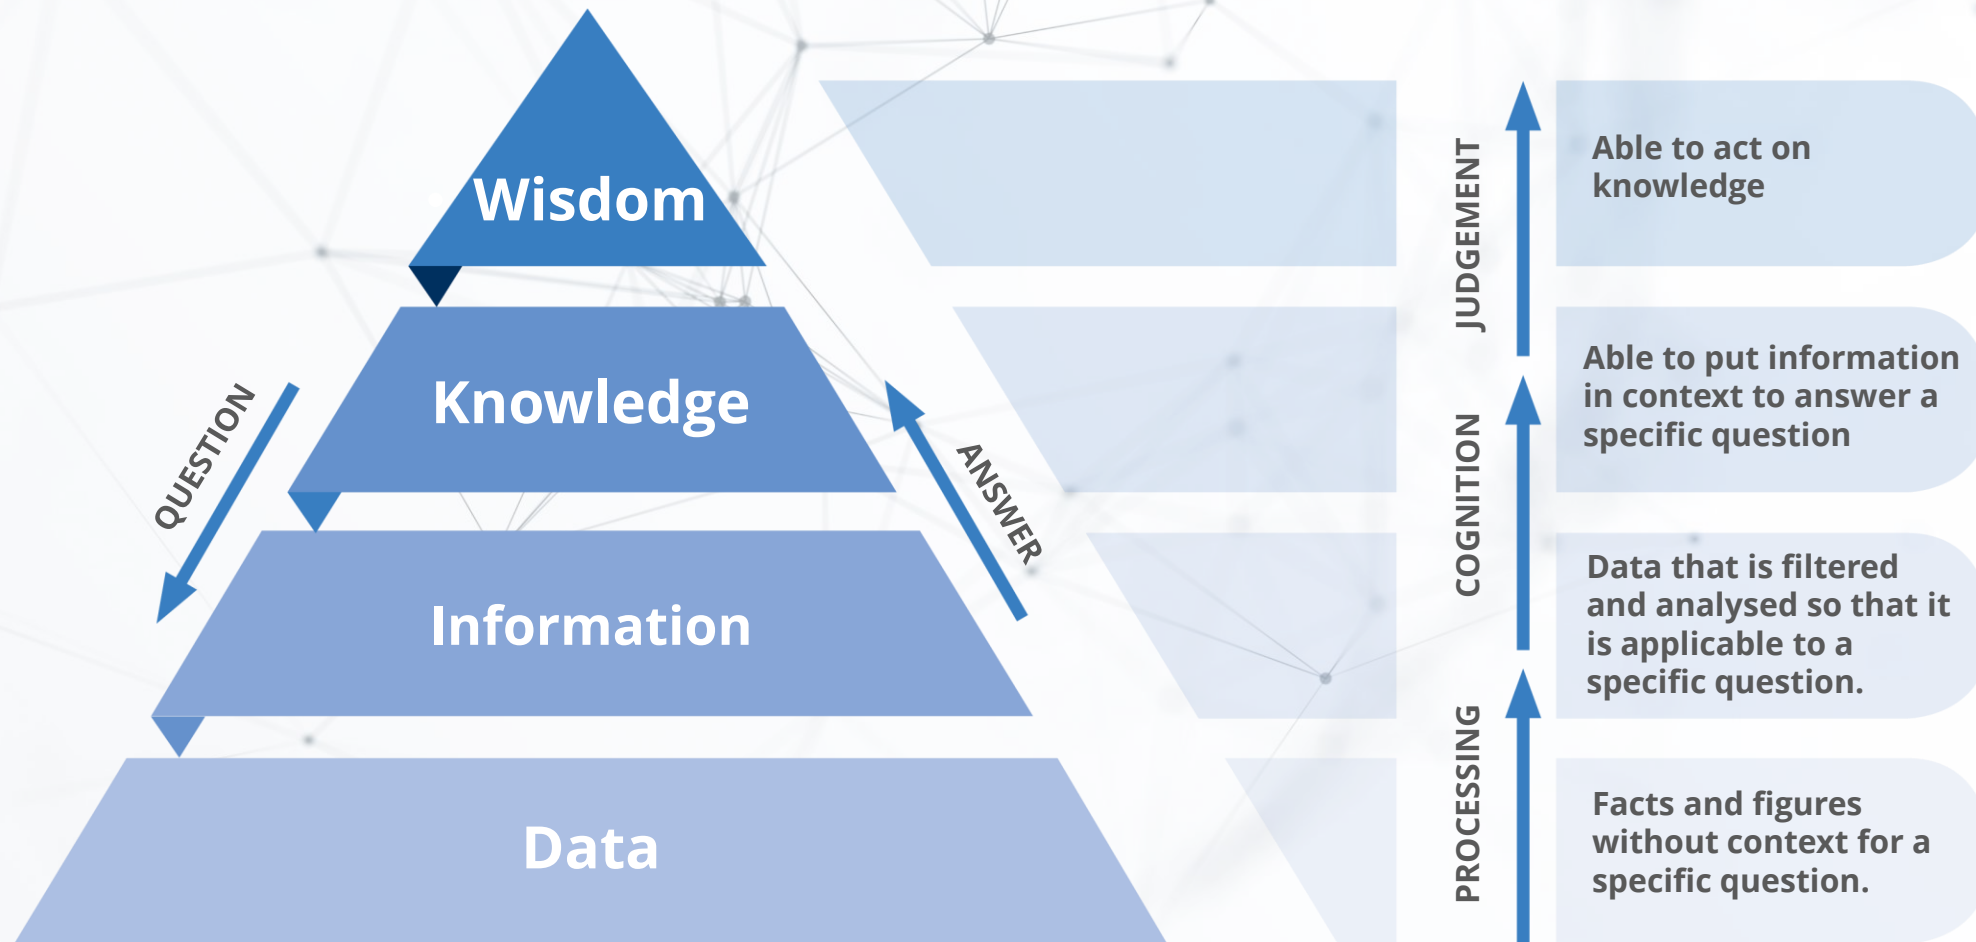 Wisdom
JUDGEMENT
Able to act on
knowledge
QUESTION
Knowledge
ANSWER
COGNITION
Able to put information
in context to answer a
specific question
Information
Data that is filtered
and analysed so that it
is applicable to a
specific question.
PROCESSING
Data
Facts and figures
without context for a
specific question.